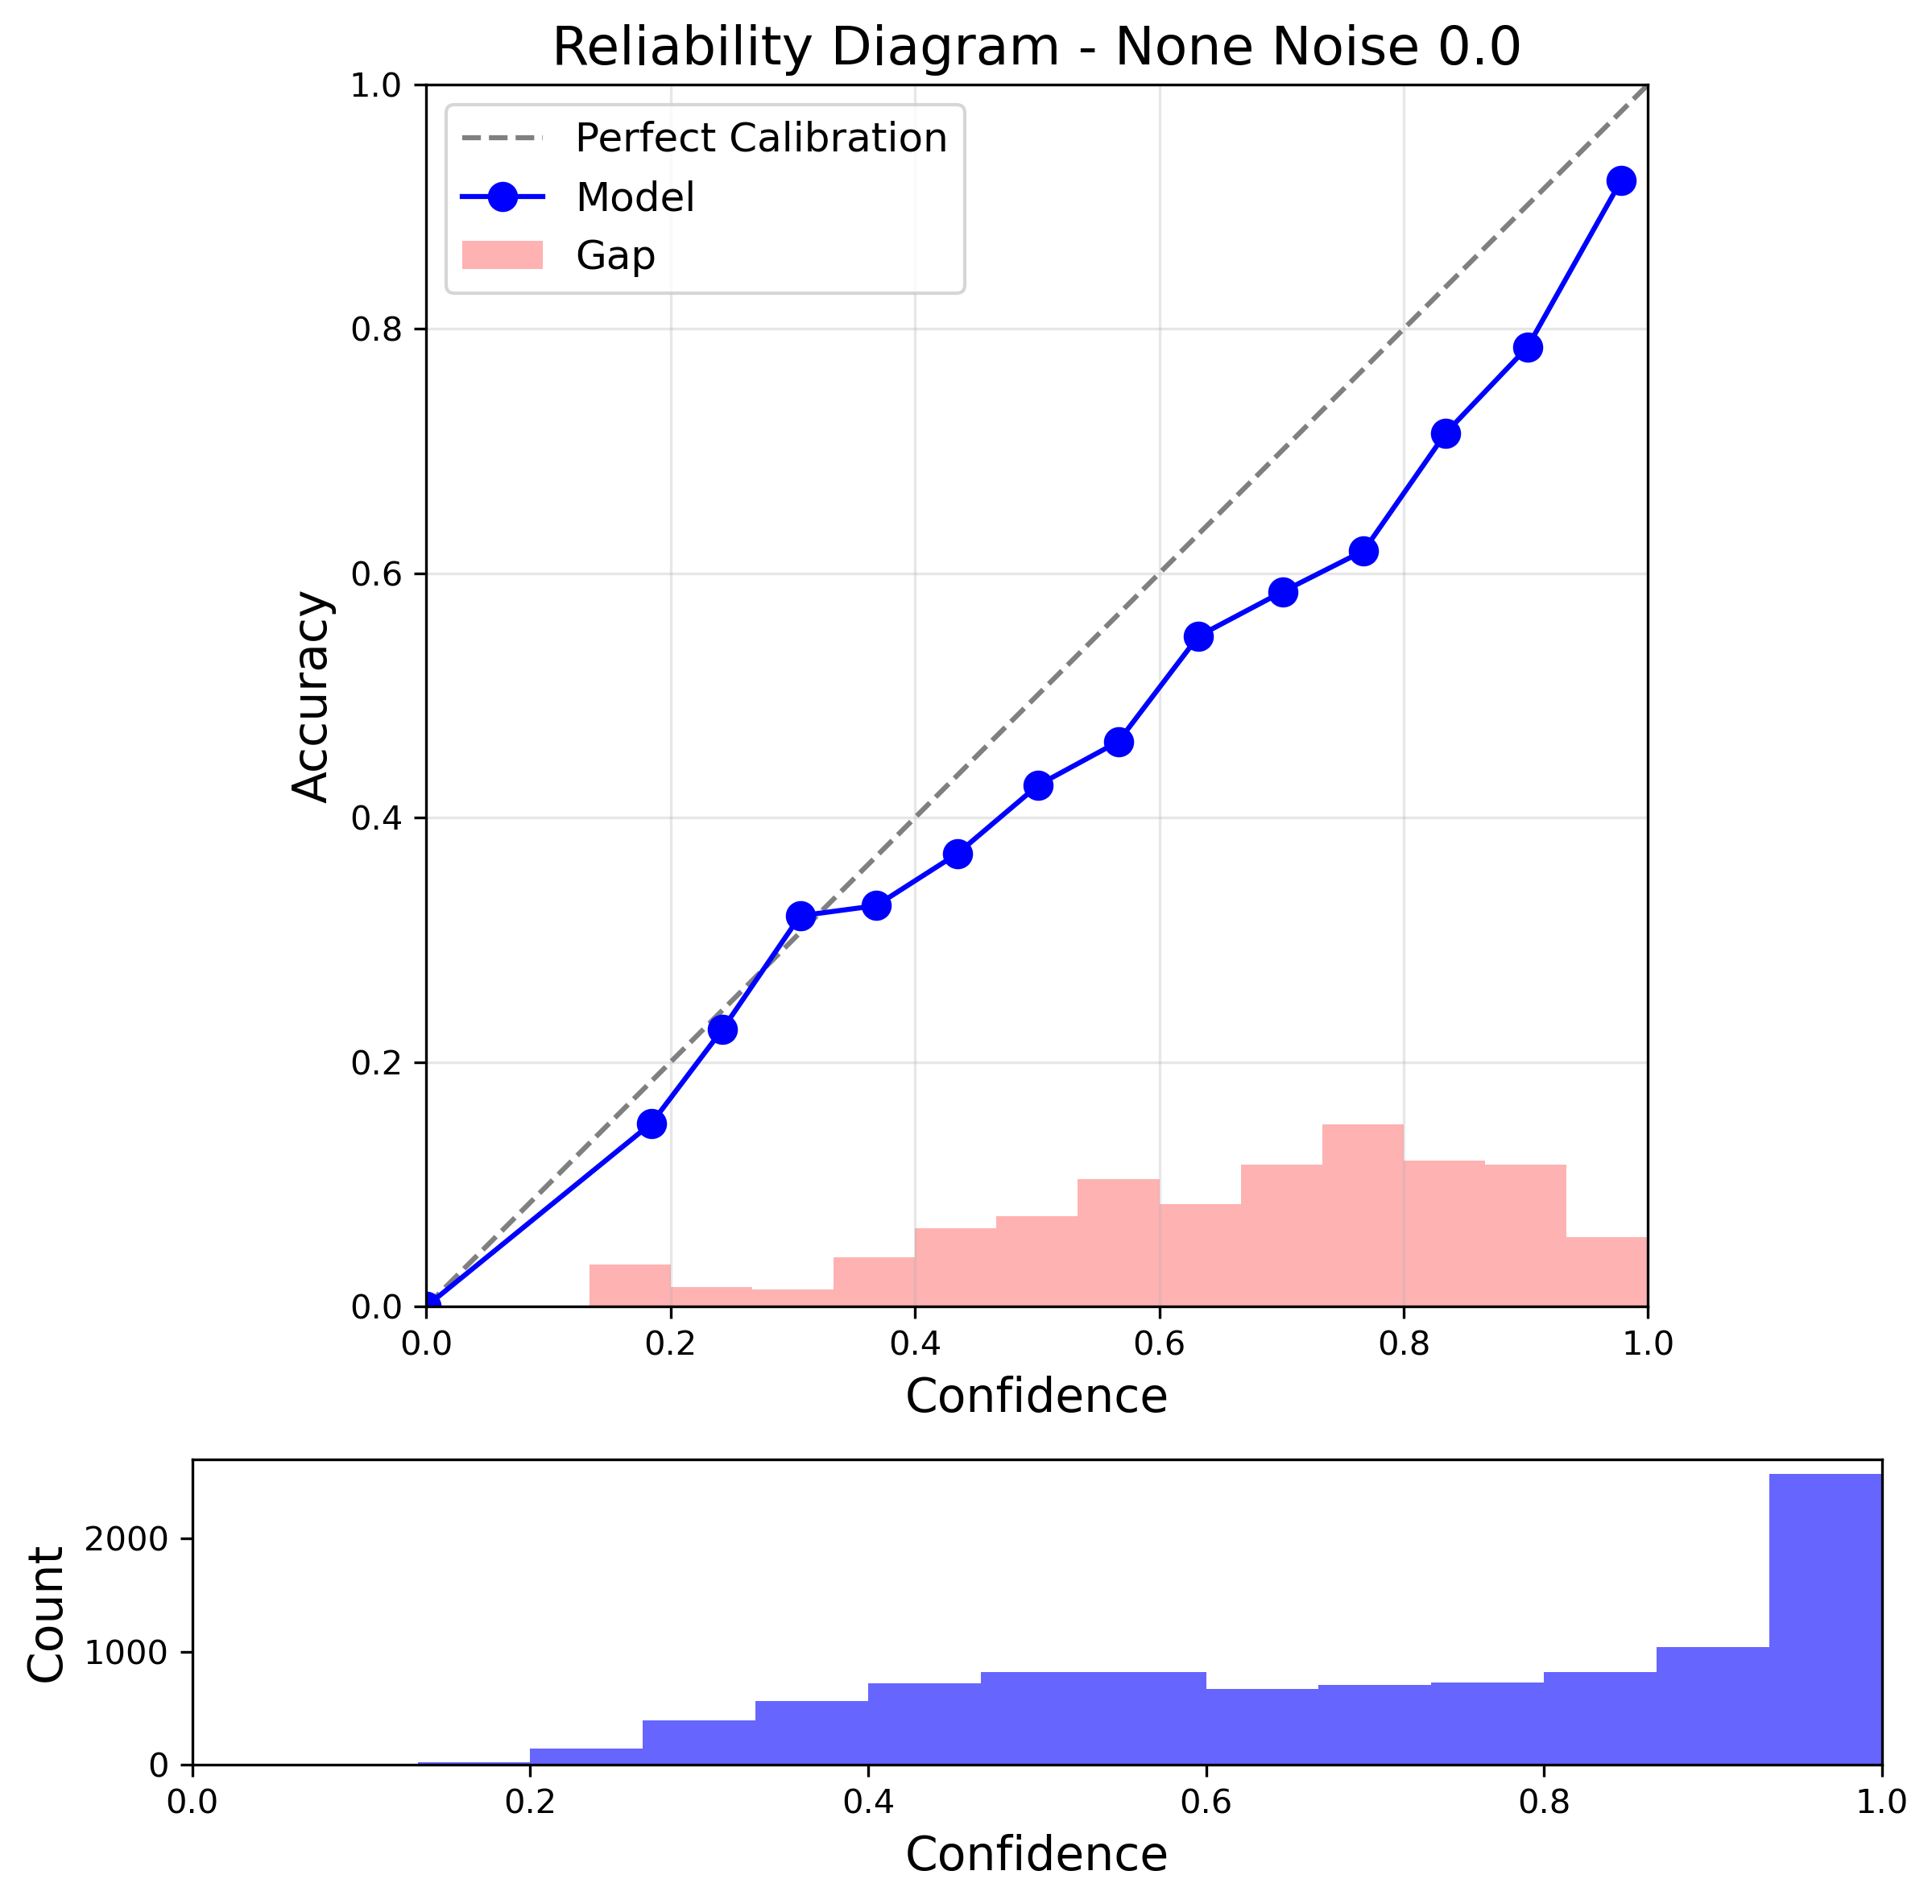 Reliability Diagram - None Noise 0.0
1.0
0.8
0.6
0.4
0.2
0.0
Accuracy
Perfect Calibration
Model
Gap
0.0 0.2 0.4 0.6 0.8 1.0
Confidence
2000
1000
0
Count
0.0 0.2 0.4 0.6 0.8 1.0
Confidence